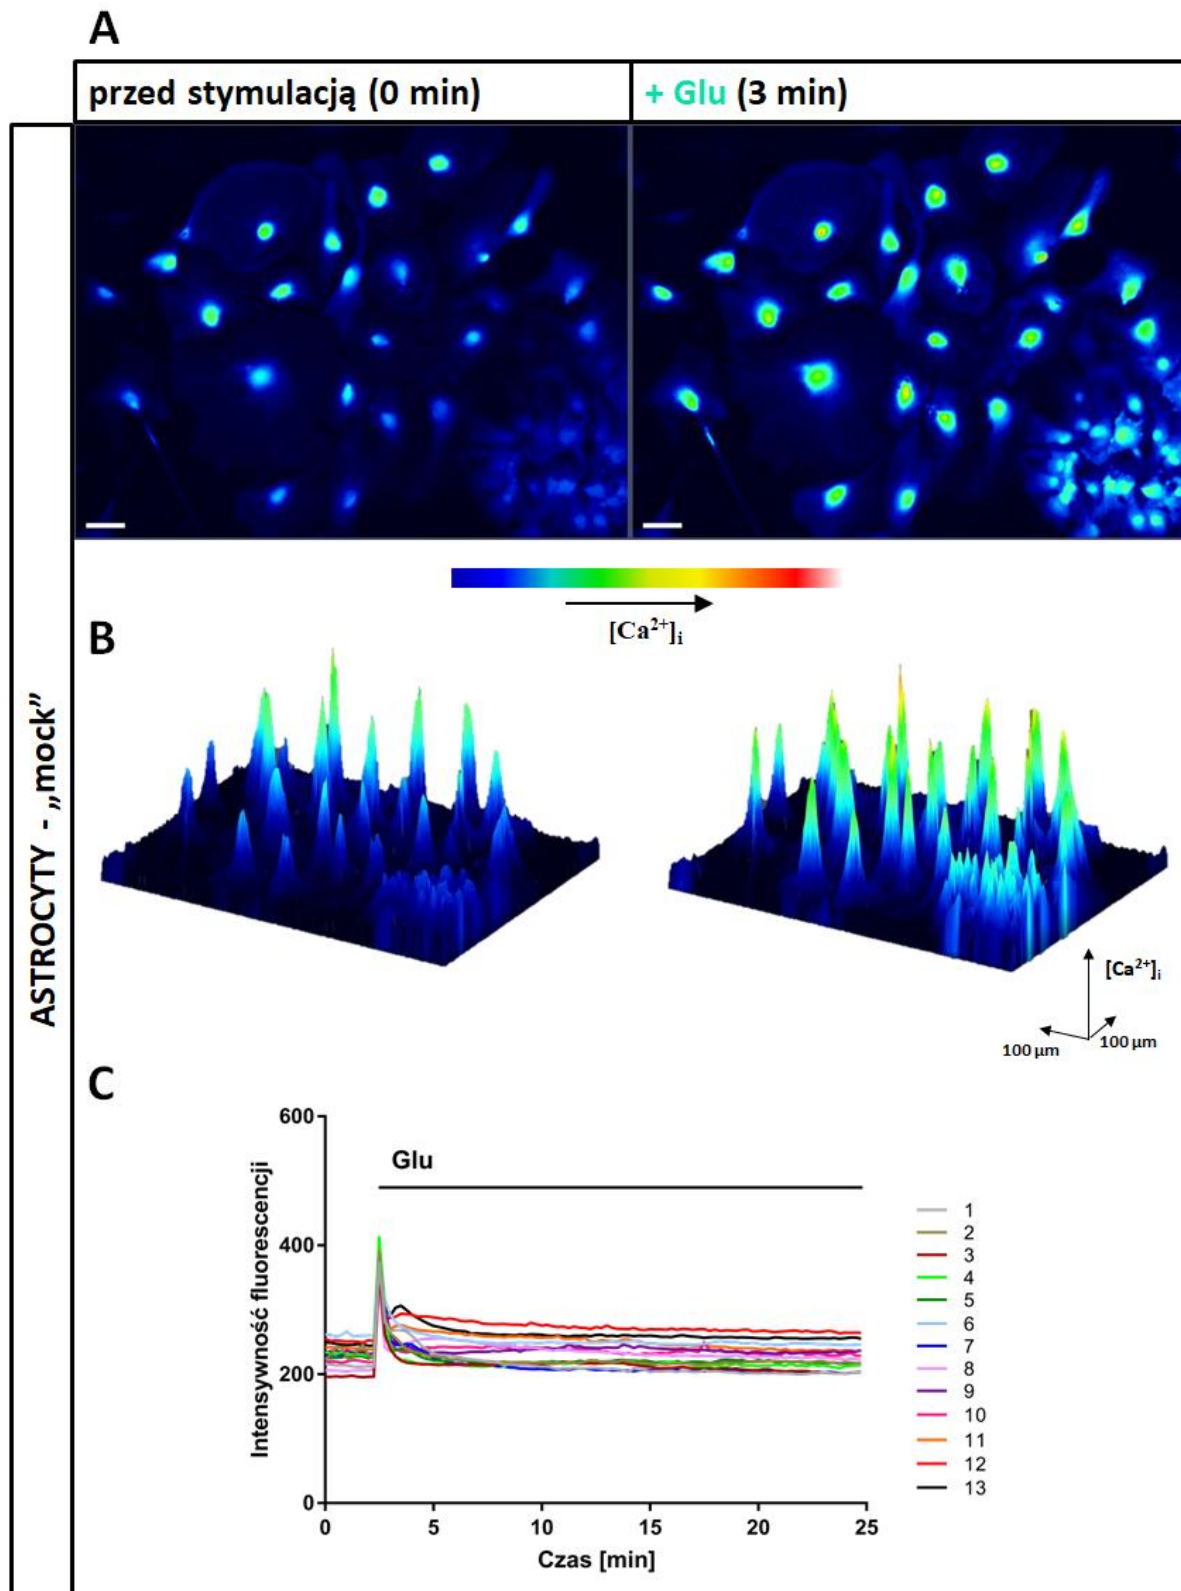 A
przed stymulacją (0 min)
+ Glu (3 min)
ASTROCYTY - „mock”
[Ca²⁺]ᵢ
B
[Ca²⁺]ᵢ
100 µm
100 µm
C
600
400
200
0
Intensywność fluorescencji
Glu
0
5
10
15
20
25
Czas [min]
1
2
3
4
5
6
7
8
9
10
11
12
13